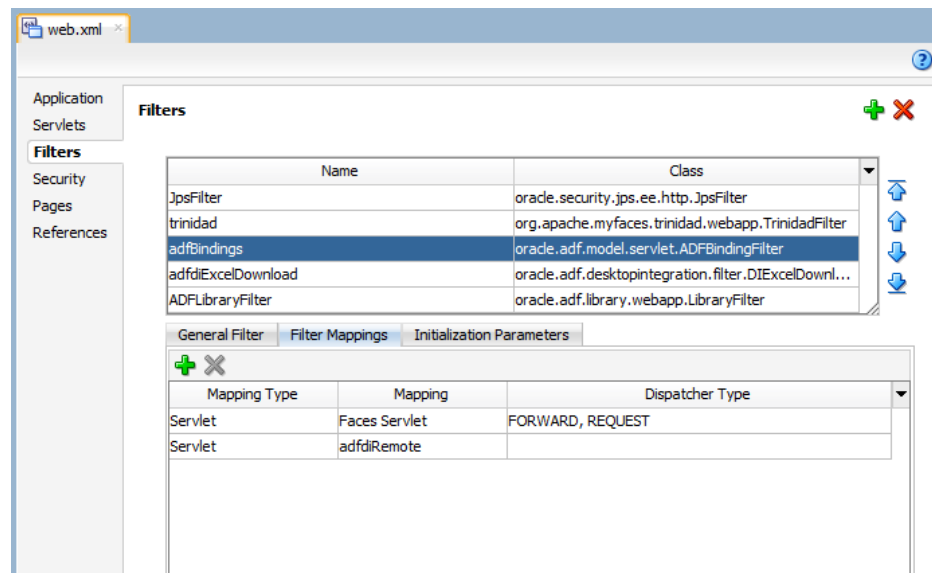 web.xml
Application
Servlets
Filters
Security
Pages
References
Filters
Name Class
JpsFilter oracle.security.jps.ee.http.JpsFilter
trinidad org.apache.myfaces.trinidad.webapp.TrinidadFilter
adfBindings oracle.adf.model.servlet.ADFBindingFilter
adfdiExcelDownload oracle.adf.desktopintegration.filter.DIExcelDownl...
ADFLibraryFilter oracle.adf.library.webapp.LibraryFilter
General Filter Filter Mappings Initialization Parameters
Mapping Type Mapping Dispatcher Type
Servlet Faces Servlet FORWARD, REQUEST
Servlet adfdiRemote